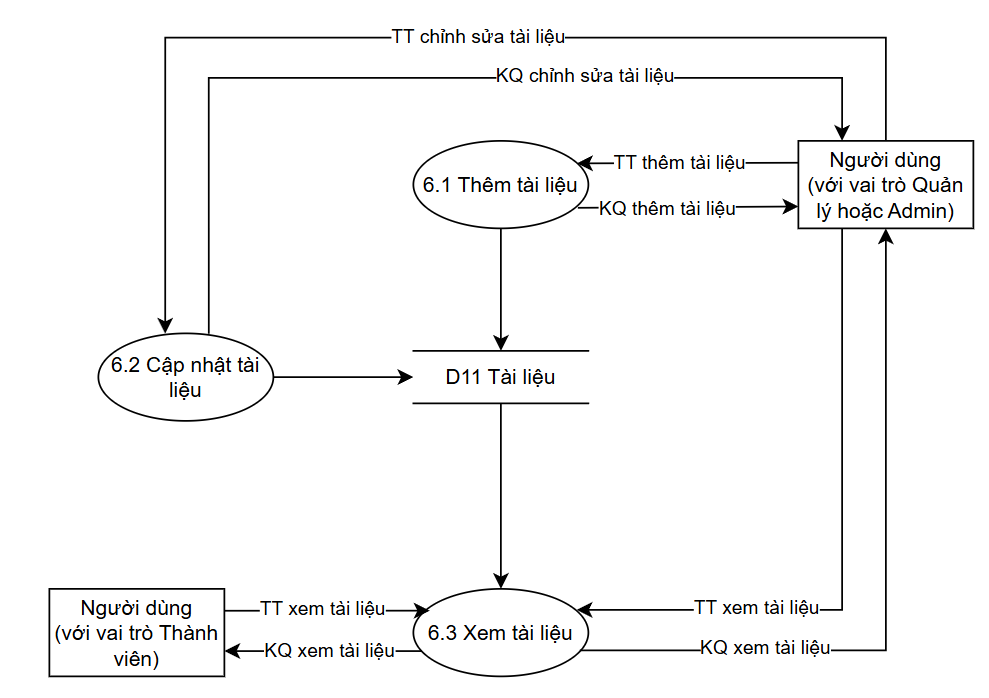 TT chỉnh sửa tài liệu
KQ chỉnh sửa tài liệu
6.1 Thêm tài liệu
TT thêm tài liệu
KQ thêm tài liệu
Người dùng
(với vai trò Quản
lý hoặc Admin)
6.2 Cập nhật tài
liệu
D11 Tài liệu
Người dùng
(với vai trò Thành
viên)
TT xem tài liệu
KQ xem tài liệu
6.3 Xem tài liệu
TT xem tài liệu
KQ xem tài liệu